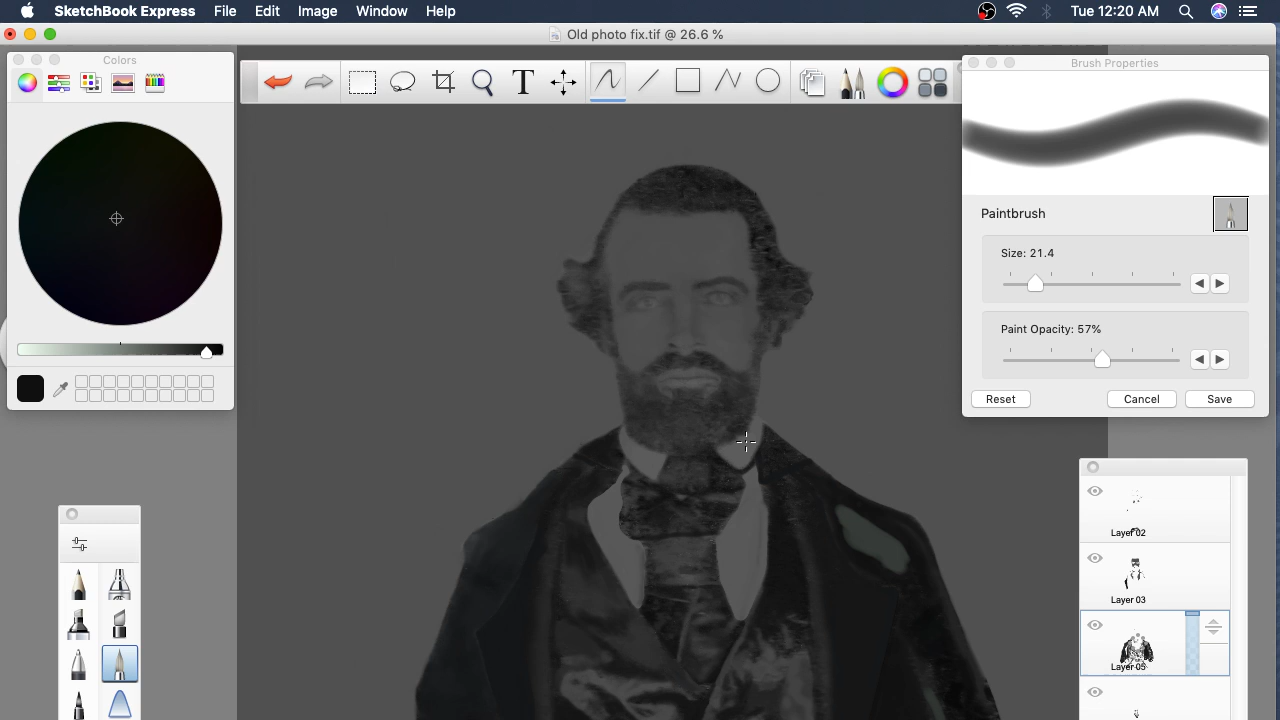 SketchBook Express File Edit Image Window Help Tue 12:20 AM
Old photo fix.tif @ 26.6 %
Colors
T
Brush Properties
Paintbrush
Size: 21.4
Paint Opacity: 57%
Reset Cancel Save
Layer 02
Layer 03
Layer 05